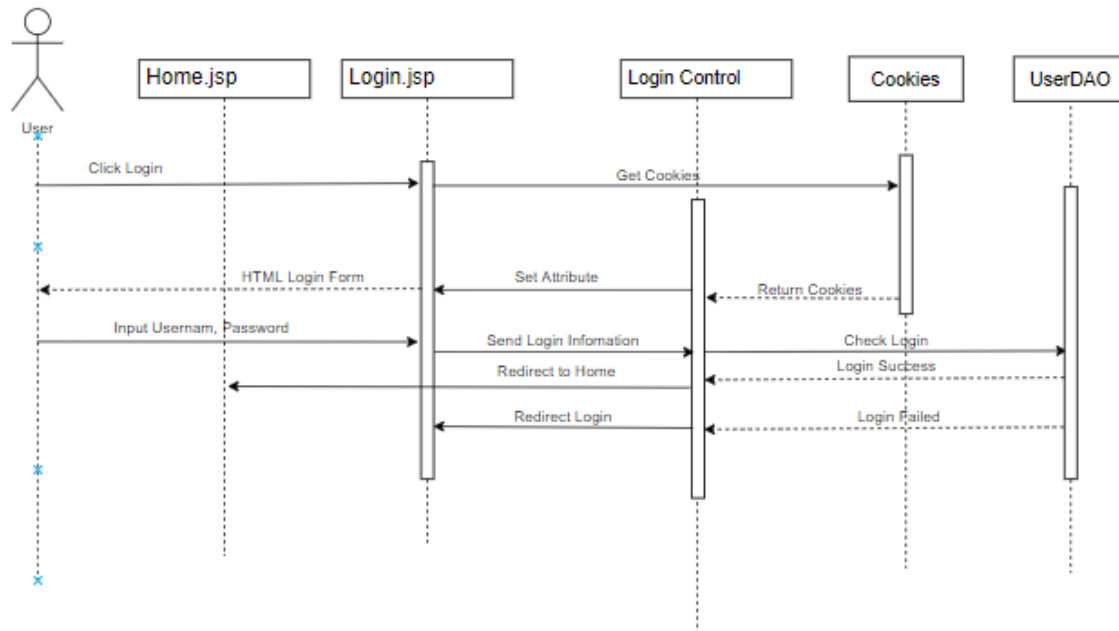 Home.jsp
Login.jsp
Login Control
Cookies
UserDAO
User
Click Login
Get Cookies
HTML Login Form
Set Attribute
Return Cookies
Input Usernam, Password
Send Login Infomation
Check Login
Redirect to Home
Login Success
Redirect Login
Login Failed